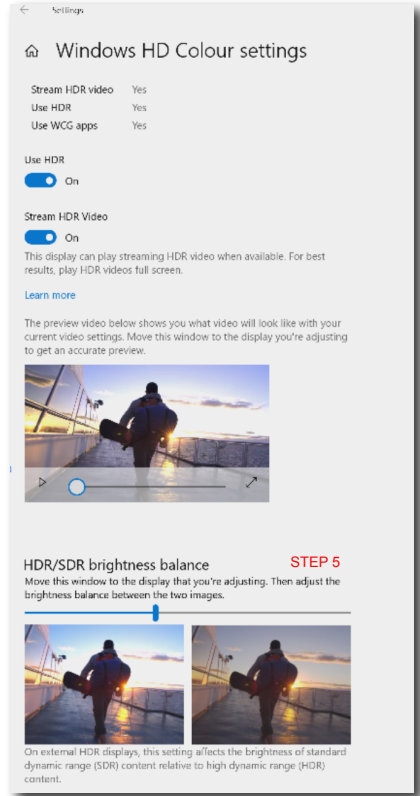 Settings
Windows HD Colour settings
Stream HDR video Yes
Use HDR Yes
Use WCG apps Yes
Use HDR
On
Stream HDR Video
On
This display can play streaming HDR video when available. For best
results, play HDR videos full screen.
Learn more
The preview video below shows you what video will look like with your
current video settings. Move this window to the display you're adjusting
to get an accurate preview.
HDR/SDR brightness balance STEP 5
Move this window to the display that you're adjusting. Then adjust the
brightness balance between the two images.
On external HDR displays, this setting affects the brightness of standard
dynamic range (SDR) content relative to high dynamic range (HDR)
content.